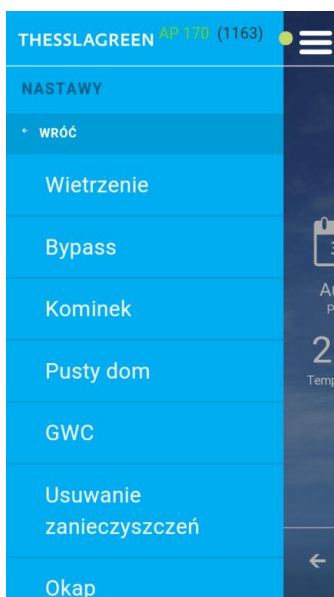 THESSLAGREEN AP 170 (1163)
NASTAWY
← WRÓĆ
Wietrzenie
Bypass
Kominek
Pusty dom
GWC
Usuwanie
zanieczyszczeń
Okap